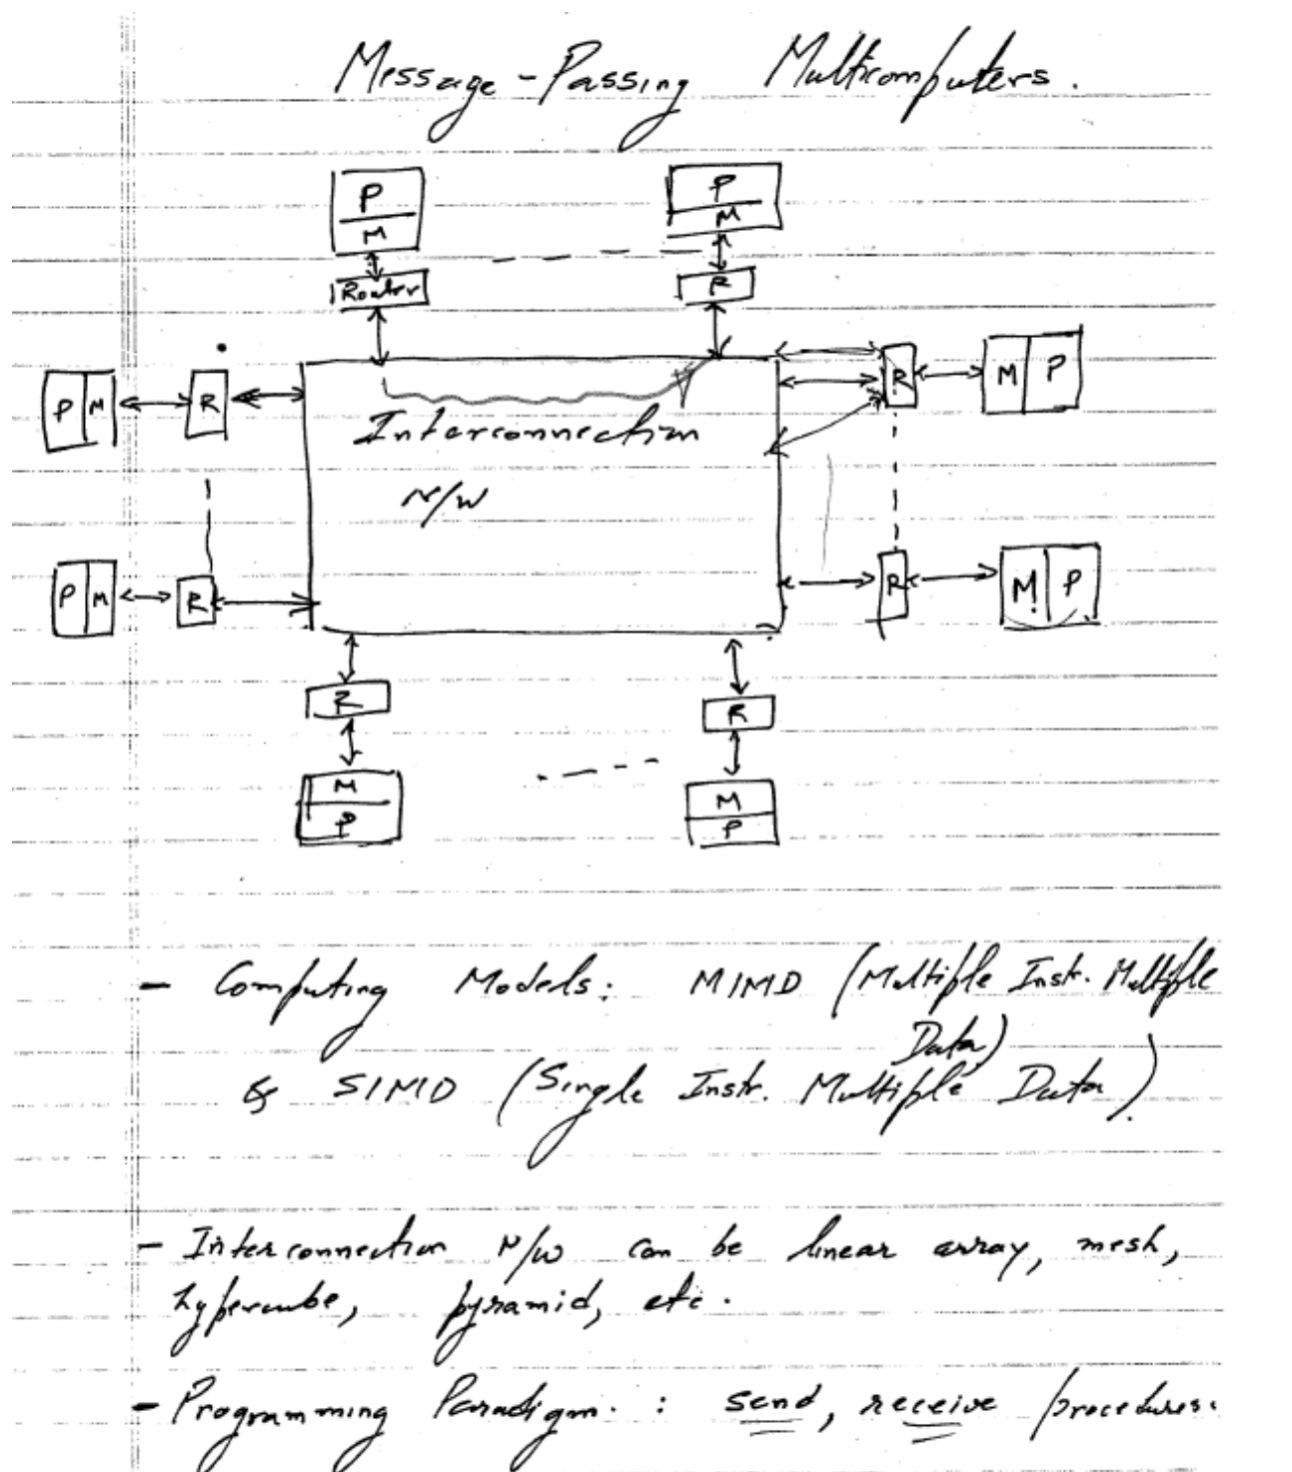 Message-Passing Multicomputers.
P P
M M
Router R
P M R R M P
Interconnection
N/W
P M R R M P
R R
M M
P P
- Computing Models: MIMD (Multiple Instr. Multiple
Data)
& SIMD (Single Instr. Multiple Data).
- Interconnection N/W can be linear array, mesh,
hypercube, pyramid, etc.
- Programming Paradigm. : send, receive procedures.